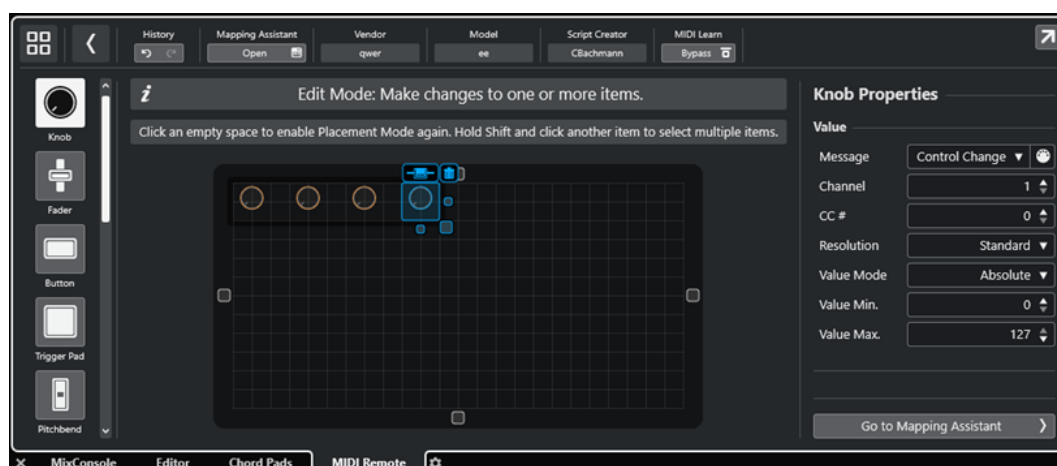 History
Mapping Assistant
Vendor
Model
Script Creator
MIDI Learn
Open
qwer
ee
CBachmann
Bypass
i
Edit Mode: Make changes to one or more items.
Click an empty space to enable Placement Mode again. Hold Shift and click another item to select multiple items.
Knob
Fader
Button
Trigger Pad
Pitchbend
Knob Properties
Value
Message Control Change
Channel 1
CC # 0
Resolution Standard
Value Mode Absolute
Value Min. 0
Value Max. 127
Go to Mapping Assistant
MixConsole Editor Chord Pads MIDI Remote